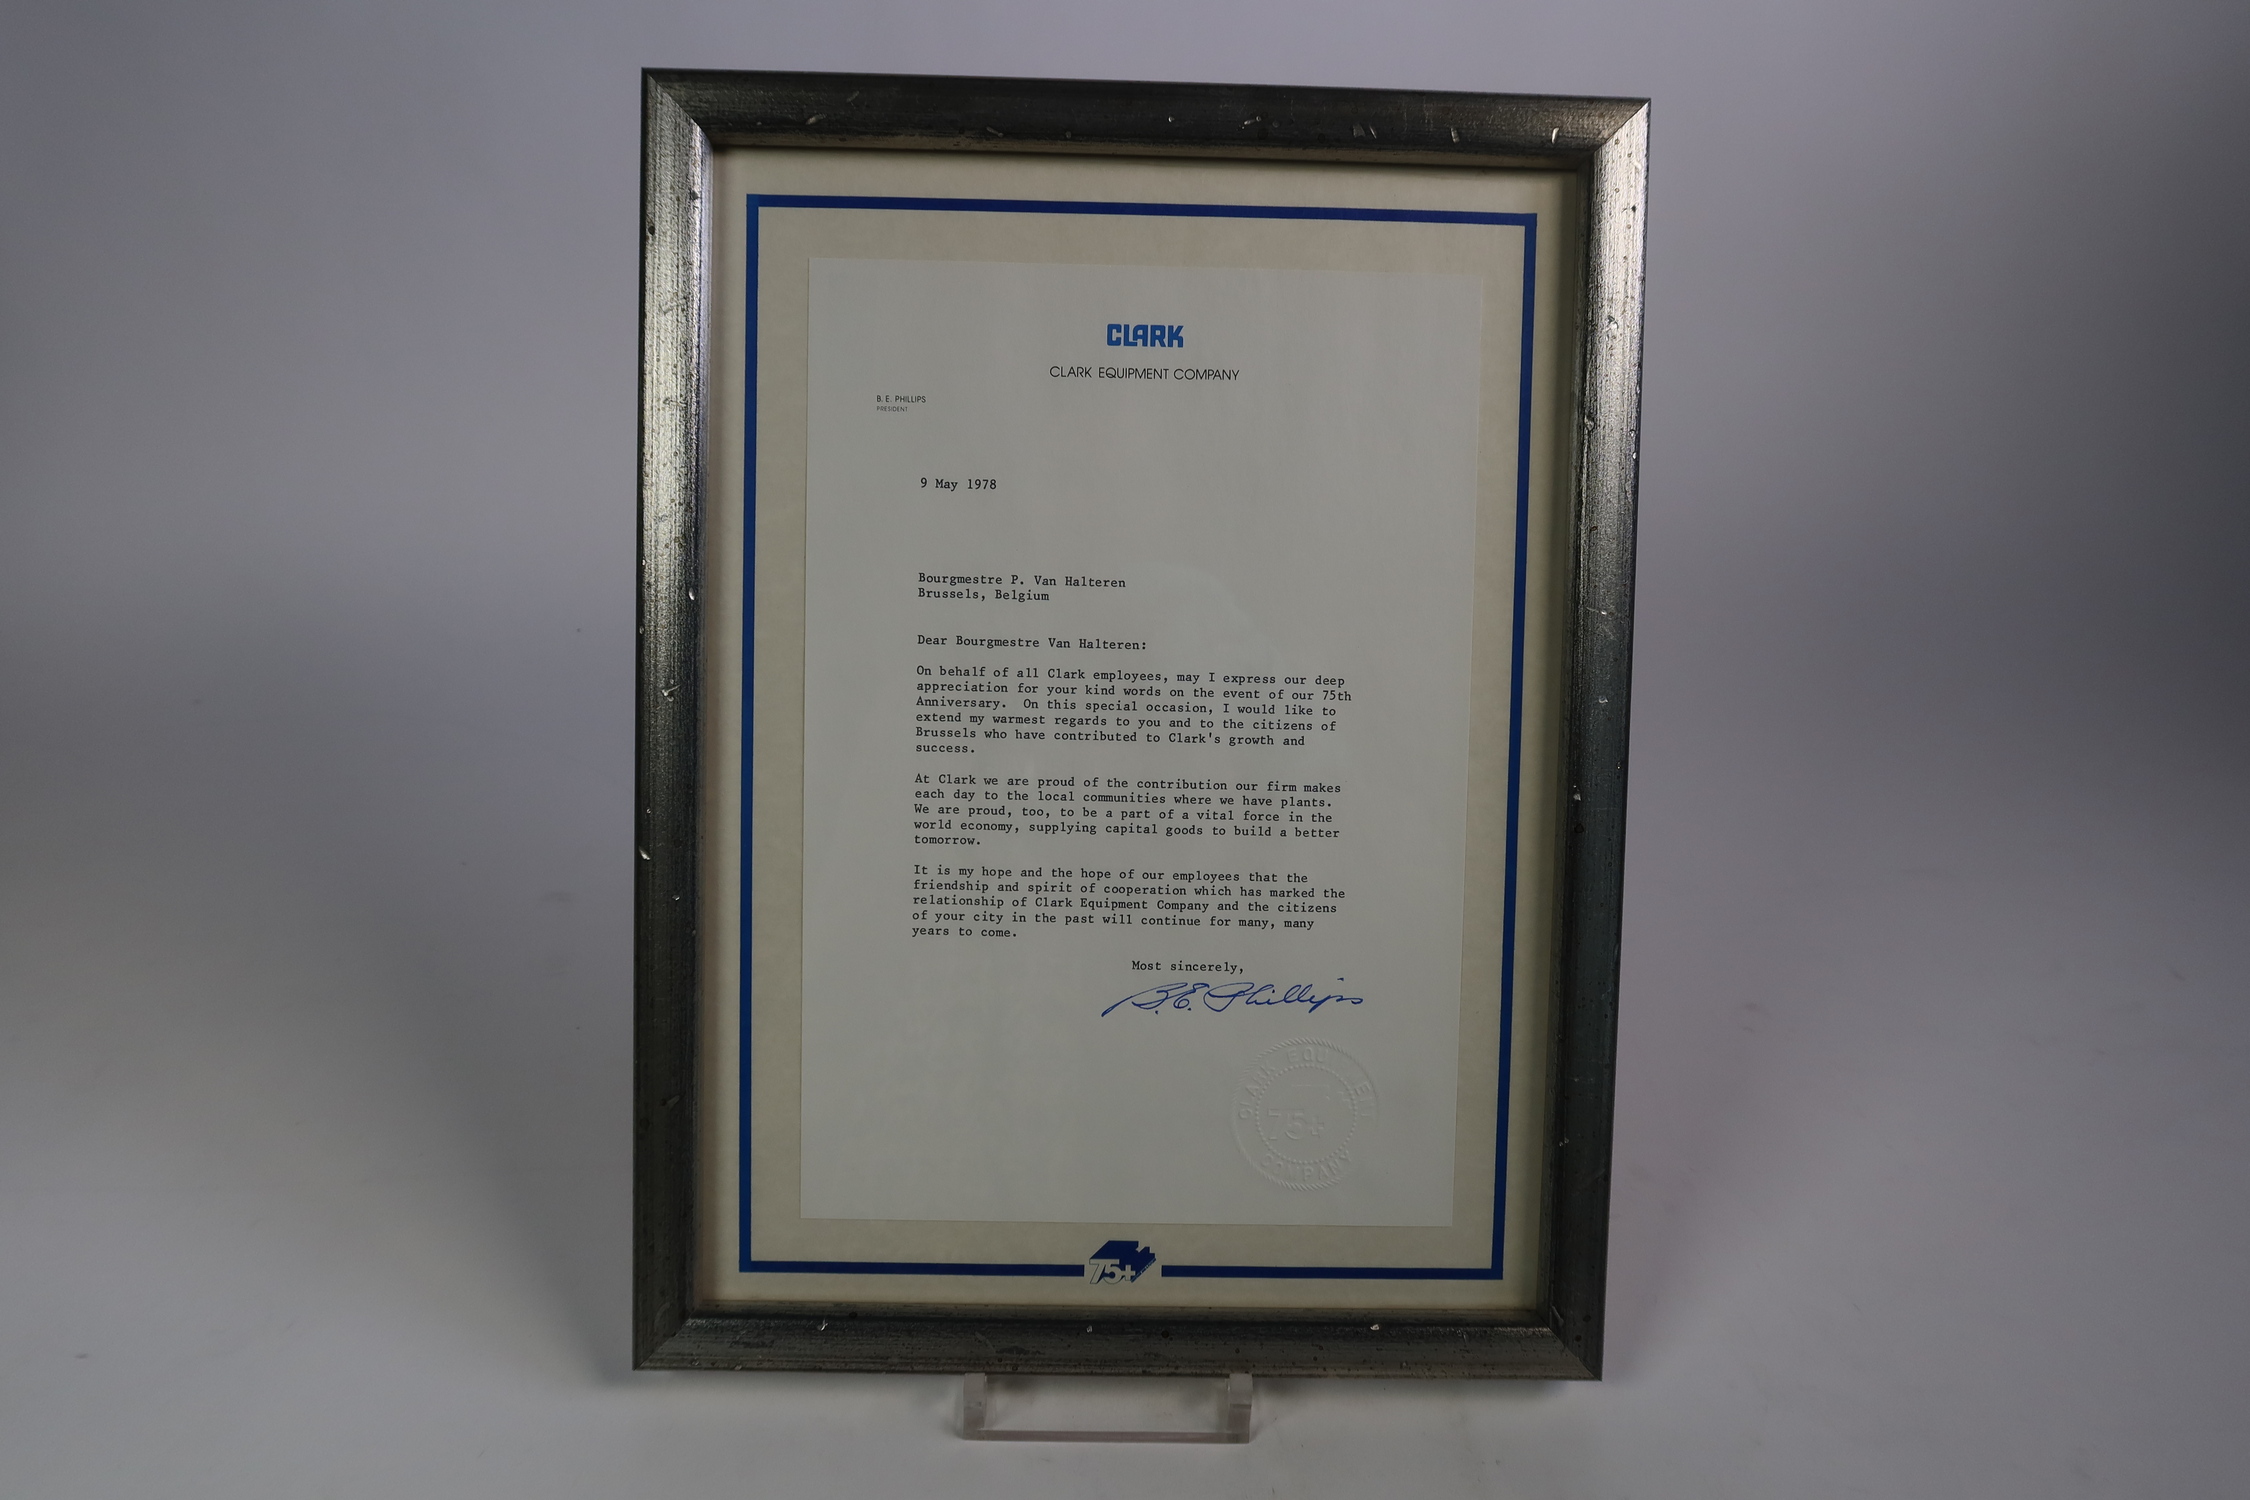 CLARK
CLARK EQUIPMENT COMPANY
B. E. PHILLIPS
PRESIDENT
9 May 1978
Bourgmestre P. Van Halteren
Brussels, Belgium
Dear Bourgmestre Van Halteren:
On behalf of all Clark employees, may I express our deep
appreciation for your kind words on the event of our 75th
Anniversary. On this special occasion, I would like to
extend my warmest regards to you and to the citizens of
Brussels who have contributed to Clark's growth and
success.
At Clark we are proud of the contribution our firm makes
each day to the local communities where we have plants.
We are proud, too, to be a part of a vital force in the
world economy, supplying capital goods to build a better
tomorrow.
It is my hope and the hope of our employees that the
friendship and spirit of cooperation which has marked the
relationship of Clark Equipment Company and the citizens
of your city in the past will continue for many, many
years to come.
Most sincerely,
B.E. Phillips
CLARK
75+
COMPANY
75+